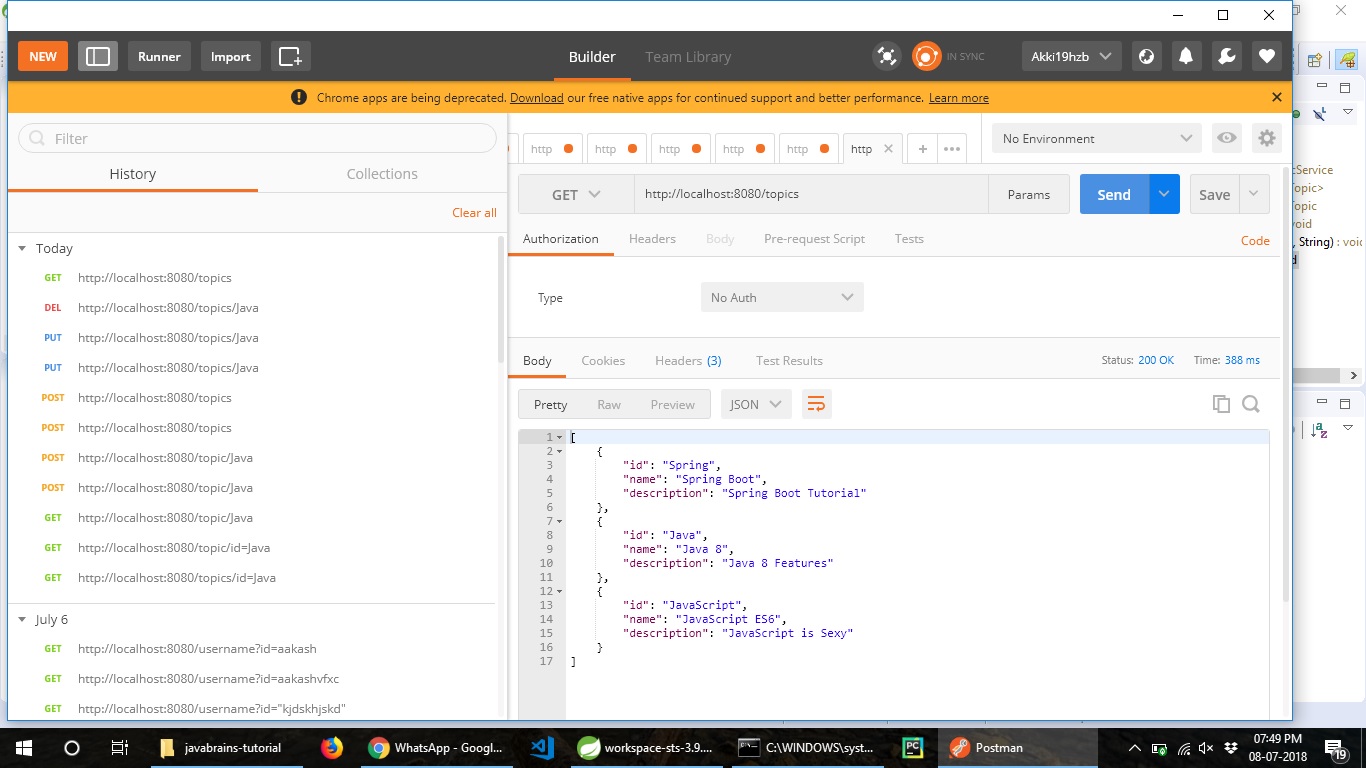 NEW Runner Import Builder Team Library IN SYNC Akki19hzb
Chrome apps are being deprecated. Download our free native apps for continued support and better performance. Learn more
Filter
History Collections
Clear all
Today
GET http://localhost:8080/topics
DEL http://localhost:8080/topics/Java
PUT http://localhost:8080/topics/Java
PUT http://localhost:8080/topics/Java
POST http://localhost:8080/topics
POST http://localhost:8080/topics
POST http://localhost:8080/topic/Java
POST http://localhost:8080/topic/Java
GET http://localhost:8080/topic/Java
GET http://localhost:8080/topic/id=Java
GET http://localhost:8080/topics/id=Java
July 6
GET http://localhost:8080/username?id=aakash
GET http://localhost:8080/username?id=aakashvfxc
GET http://localhost:8080/username?id="kjdskhjskd"
http http http http http http + ••• No Environment
GET http://localhost:8080/topics Params Send Save
Authorization Headers Body Pre-request Script Tests Code
Type No Auth
Body Cookies Headers (3) Test Results Status: 200 OK Time: 388 ms
Pretty Raw Preview JSON
1 [
2 {
3 "id": "Spring",
4 "name": "Spring Boot",
5 "description": "Spring Boot Tutorial"
6 },
7 {
8 "id": "Java",
9 "name": "Java 8",
10 "description": "Java 8 Features"
11 },
12 {
13 "id": "JavaScript",
14 "name": "JavaScript ES6",
15 "description": "JavaScript is Sexy"
16 }
17 ]
cService
Topic>
Topic
void
, String) : void
d
javabrains-tutorial WhatsApp - Googl... workspace-sts-3.9.... C:\WINDOWS\syst... Postman 07:49 PM
08-07-2018 19